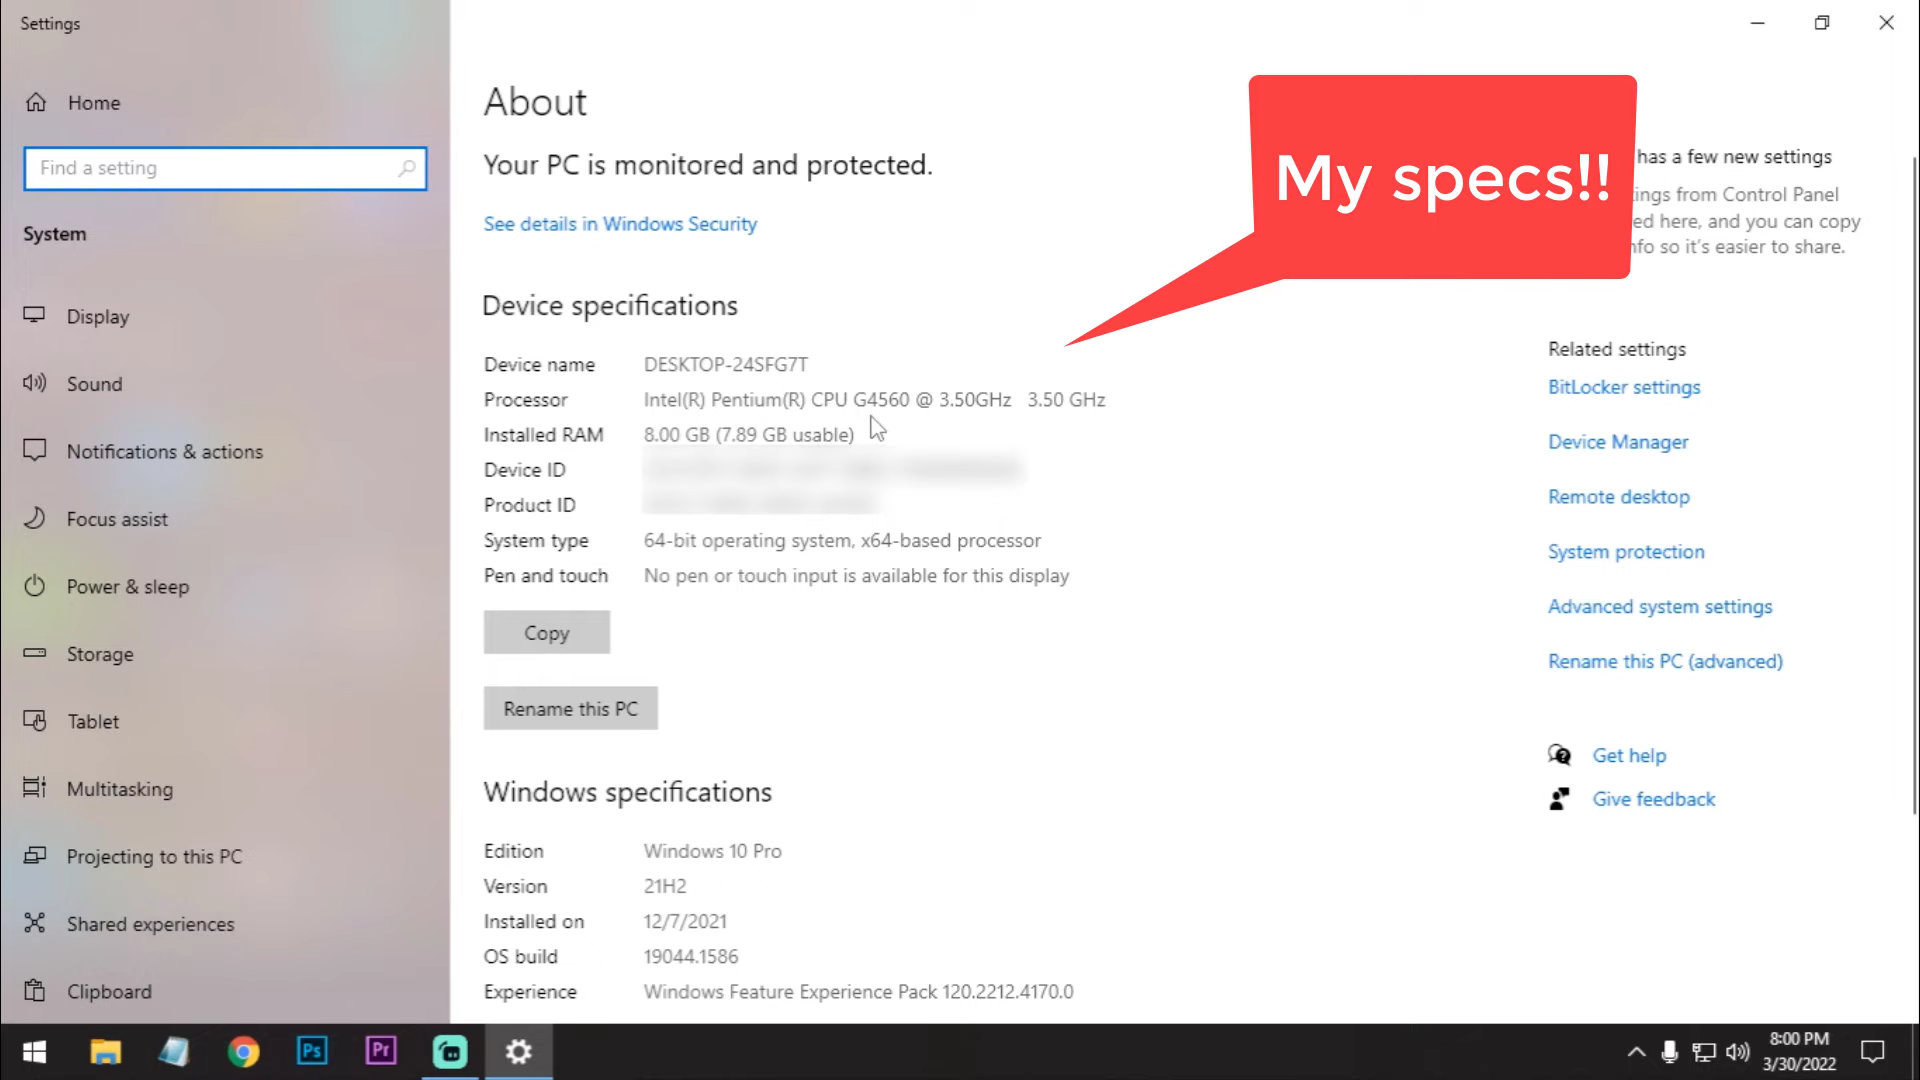 Settings
Home
Find a setting
System
Display
Sound
Notifications & actions
Focus assist
Power & sleep
Storage
Tablet
Multitasking
Projecting to this PC
Shared experiences
Clipboard
About
Your PC is monitored and protected.
See details in Windows Security
Device specifications
Device name DESKTOP-24SFG7T
Processor Intel(R) Pentium(R) CPU G4560 @ 3.50GHz 3.50 GHz
Installed RAM 8.00 GB (7.89 GB usable)
Device ID
Product ID
System type 64-bit operating system, x64-based processor
Pen and touch No pen or touch input is available for this display
Copy
Rename this PC
Windows specifications
Edition Windows 10 Pro
Version 21H2
Installed on 12/7/2021
OS build 19044.1586
Experience Windows Feature Experience Pack 120.2212.4170.0
My specs!!
has a few new settings
from Control Panel
here, and you can copy
so it's easier to share.
Related settings
BitLocker settings
Device Manager
Remote desktop
System protection
Advanced system settings
Rename this PC (advanced)
Get help
Give feedback
Ps
Pr
8:00 PM
3/30/2022